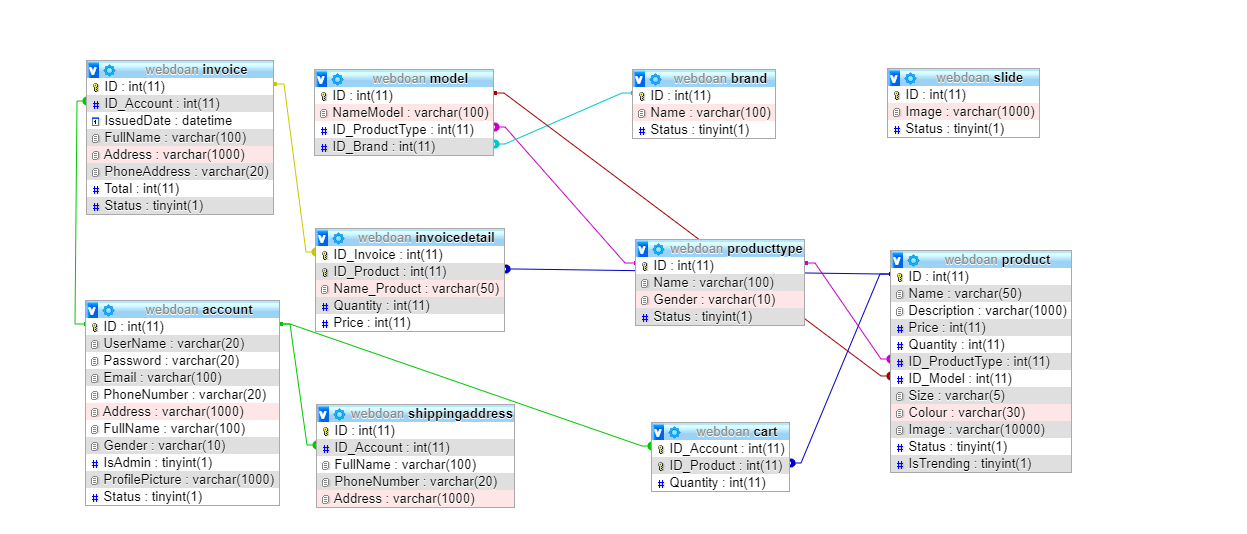 webdoan invoice
ID : int(11)
ID_Account : int(11)
IssuedDate : datetime
FullName : varchar(100)
Address : varchar(1000)
PhoneAddress : varchar(20)
Total : int(11)
Status : tinyint(1)
webdoan model
ID : int(11)
NameModel : varchar(100)
ID_ProductType : int(11)
ID_Brand : int(11)
webdoan brand
ID : int(11)
Name : varchar(100)
Status : tinyint(1)
webdoan slide
ID : int(11)
Image : varchar(1000)
Status : tinyint(1)
webdoan invoicedetail
ID_Invoice : int(11)
ID_Product : int(11)
Name_Product : varchar(50)
Quantity : int(11)
Price : int(11)
webdoan producttype
ID : int(11)
Name : varchar(100)
Gender : varchar(10)
Status : tinyint(1)
webdoan product
ID : int(11)
Name : varchar(50)
Description : varchar(1000)
Price : int(11)
Quantity : int(11)
ID_ProductType : int(11)
ID_Model : int(11)
Size : varchar(5)
Colour : varchar(30)
Image : varchar(10000)
Status : tinyint(1)
IsTrending : tinyint(1)
webdoan account
ID : int(11)
UserName : varchar(20)
Password : varchar(20)
Email : varchar(100)
PhoneNumber : varchar(20)
Address : varchar(1000)
FullName : varchar(100)
Gender : varchar(10)
IsAdmin : tinyint(1)
ProfilePicture : varchar(1000)
Status : tinyint(1)
webdoan shippingaddress
ID : int(11)
ID_Account : int(11)
FullName : varchar(100)
PhoneNumber : varchar(20)
Address : varchar(1000)
webdoan cart
ID_Account : int(11)
ID_Product : int(11)
Quantity : int(11)